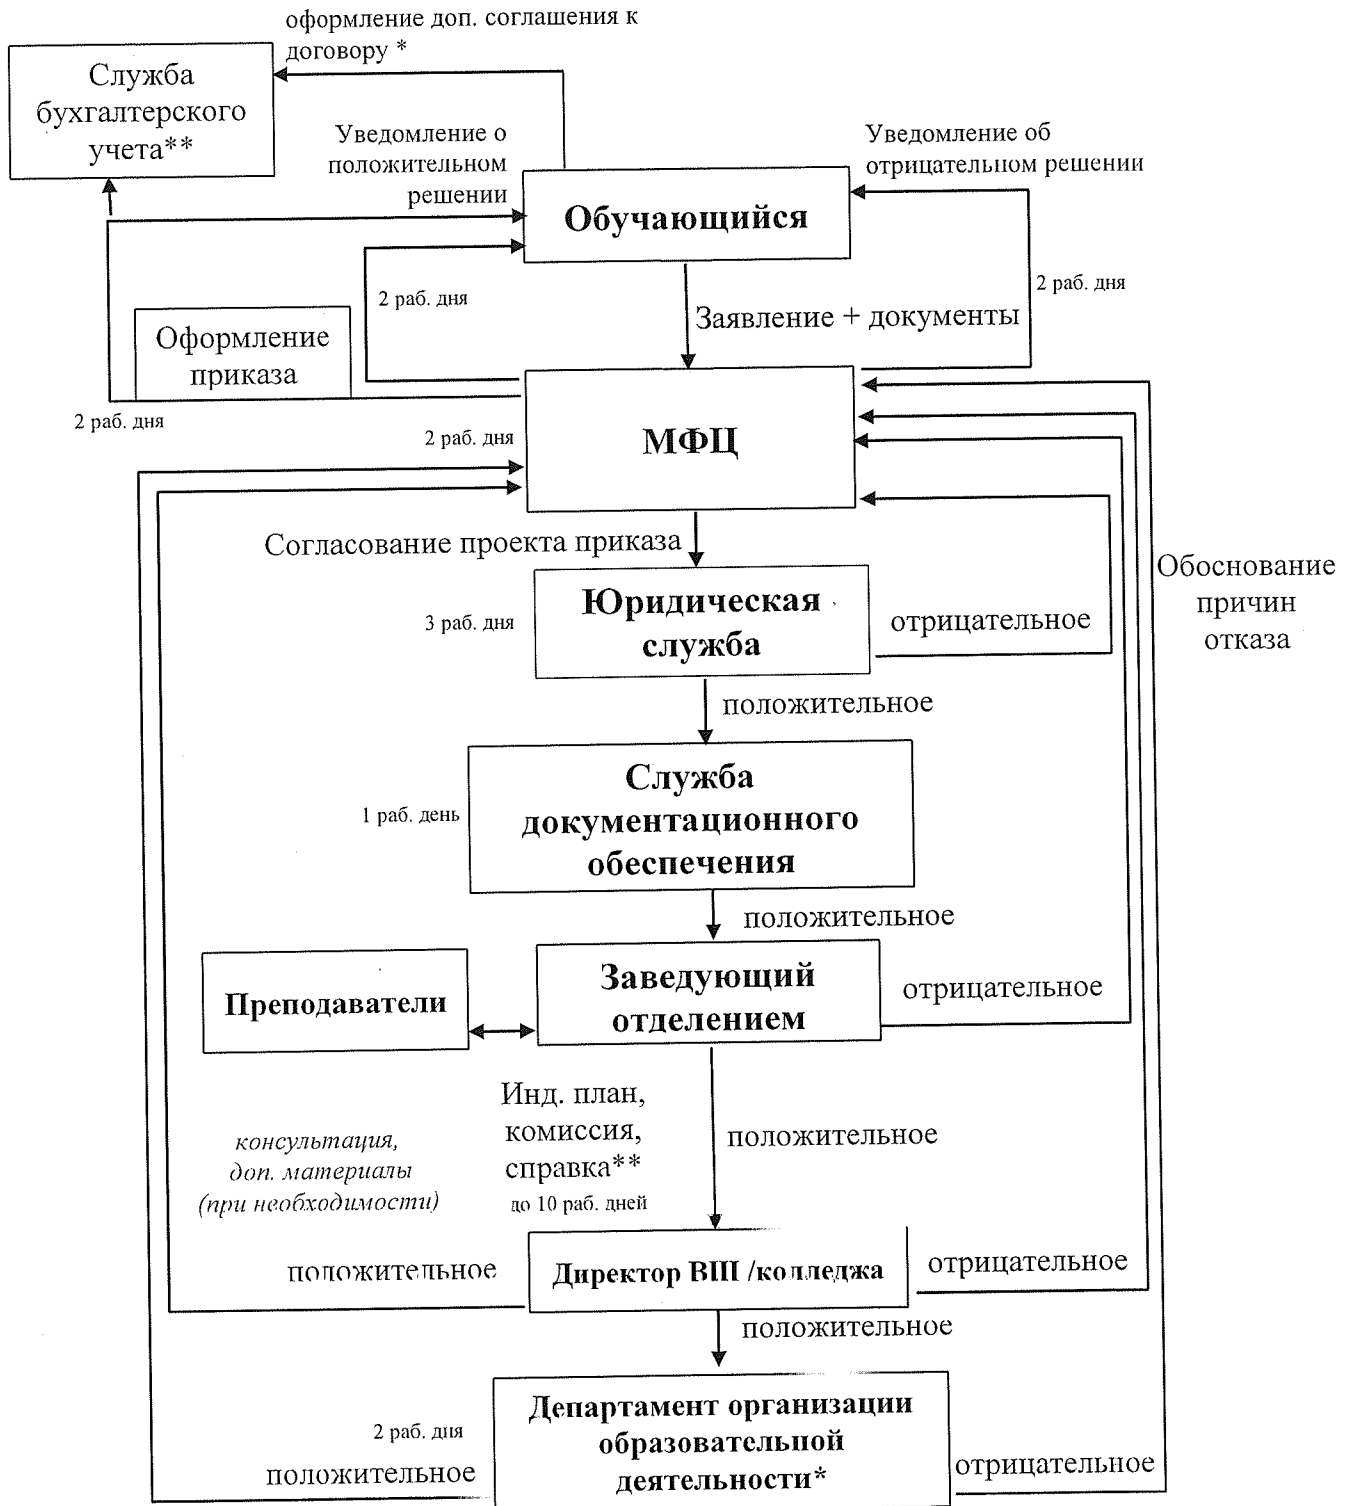 оформление доп. соглашения к
договору *
Служба
бухгалтерского
учета**
Уведомление о
положительном
решении
Уведомление об
отрицательном решении
Обучающийся
2 раб. дня
2 раб. дня
Заявление + документы
Оформление
приказа
2 раб. дня
2 раб. дня
МФЦ
Согласование проекта приказа
Обоснование
причин
отказа
Юридическая
служба
3 раб. дня
отрицательное
положительное
Служба
документационного
обеспечения
1 раб. день
положительное
Преподаватели
Заведующий
отделением
отрицательное
Инд. план,
комиссия,
справка**
до 10 раб. дней
положительное
консультация,
доп. материалы
(при необходимости)
положительное
Директор ВШ /колледжа
отрицательное
положительное
Департамент организации
образовательной
деятельности*
2 раб. дня
положительное
отрицательное